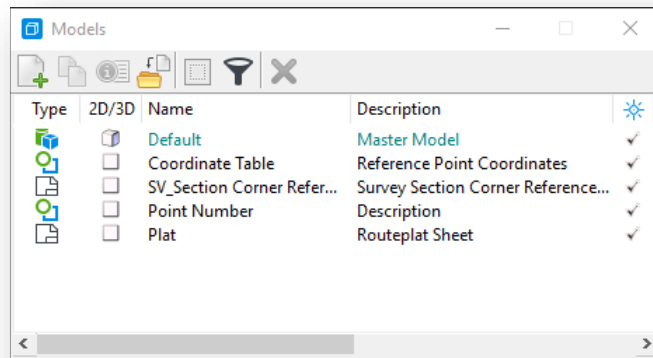 Models
Type 2D/3D Name Description
Default Master Model
Coordinate Table Reference Point Coordinates
SV_Section Corner Refer... Survey Section Corner Reference...
Point Number Description
Plat Routeplat Sheet